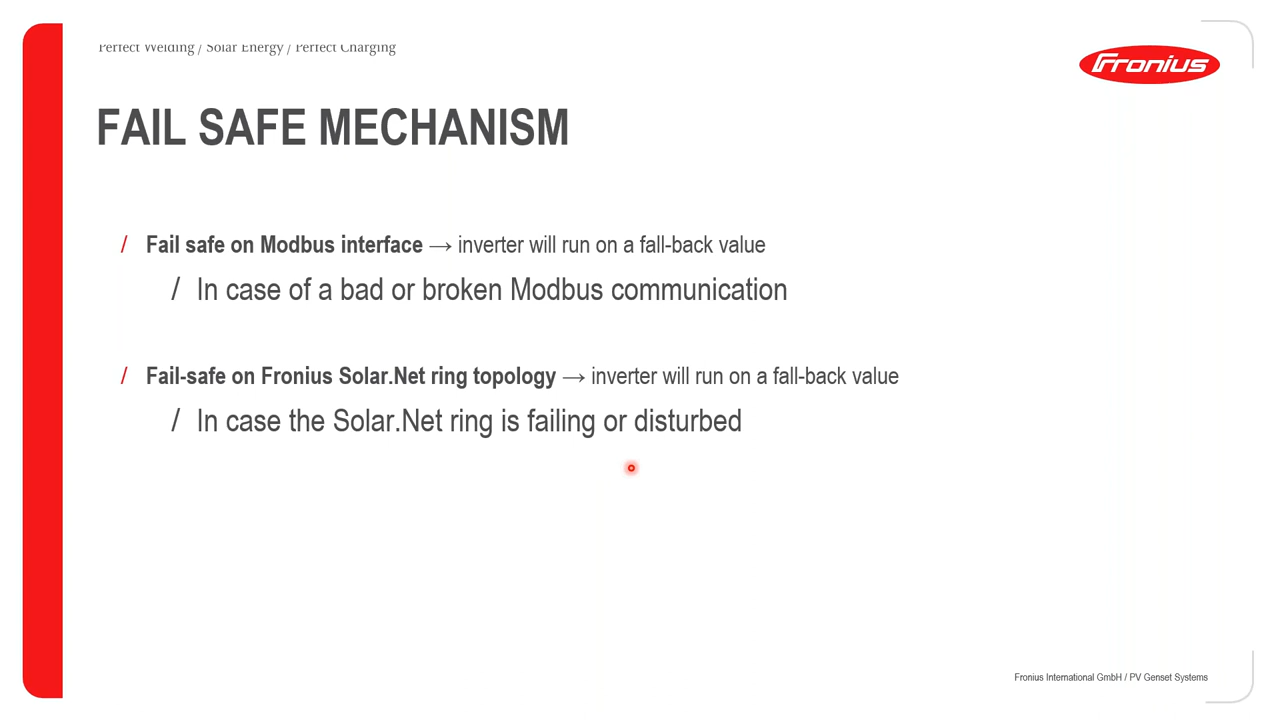 Perfect Welding / Solar Energy / Perfect Charging
Fronius
FAIL SAFE MECHANISM
/ Fail safe on Modbus interface → inverter will run on a fall-back value
/ In case of a bad or broken Modbus communication
/ Fail-safe on Fronius Solar.Net ring topology → inverter will run on a fall-back value
/ In case the Solar.Net ring is failing or disturbed
Fronius International GmbH / PV Genset Systems